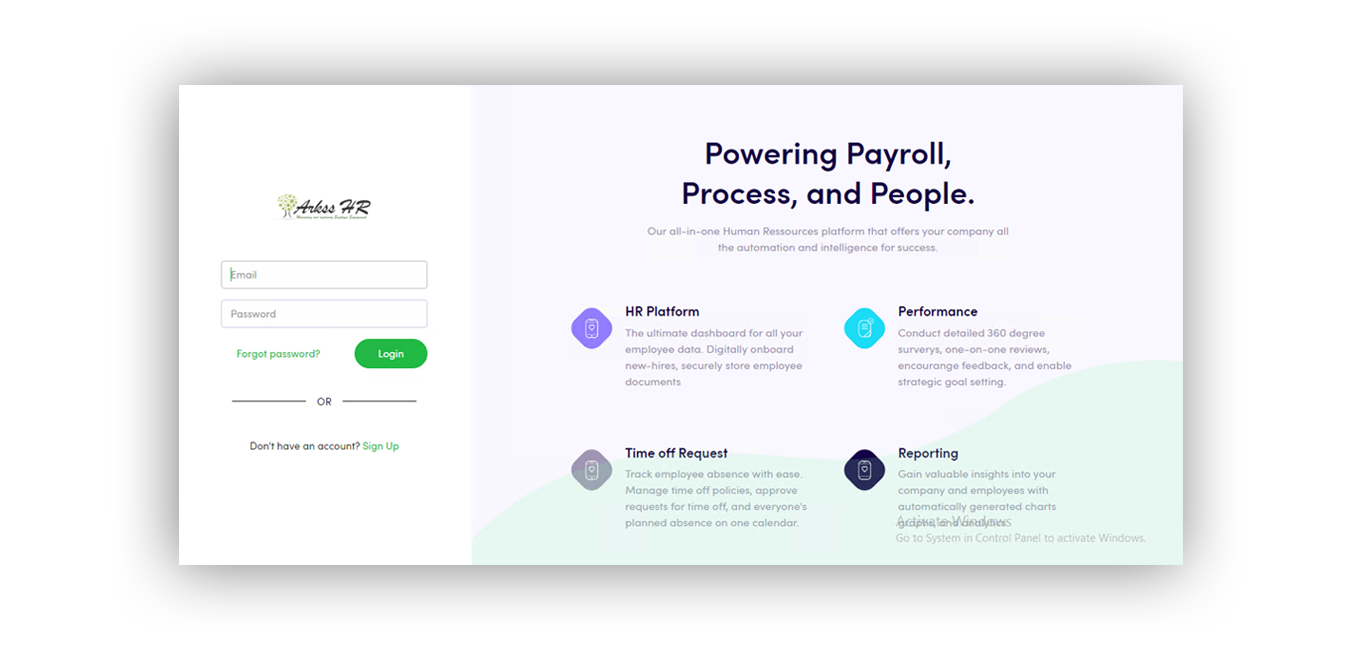 Arkss HR
Email
Password
Forgot password?
Login
OR
Don't have an account? Sign Up
Powering Payroll,
Process, and People.
Our all-in-one Human Ressources platform that offers your company all
the automation and intelligence for success.
HR Platform
The ultimate dashboard for all your
employee data. Digitally onboard
new-hires, securely store employee
documents
Performance
Conduct detailed 360 degree
surverys, one-on-one reviews,
encourange feedback, and enable
strategic goal setting.
Time off Request
Track employee absence with ease.
Manage time off policies, approve
requests for time off, and everyone's
planned absence on one calendar.
Reporting
Gain valuable insights into your
company and employees with
automatically generated charts
graphs, and analytics.
Activate Windows
Go to System in Control Panel to activate Windows.